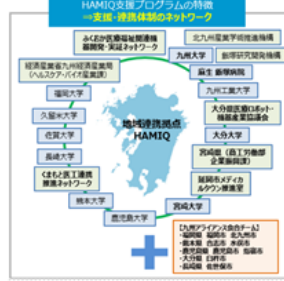 HAMIQ支援プログラムの特徴
⇒支援・連携体制のネットワーク
ふくおか医療福祉関連機
器開発・実証ネットワーク
北九州産業学術推進機構
九州大学
飯塚研究開発機構
経済産業省九州経済産業局
(ヘルスケア・バイオ産業課)
麻生 飯塚病院
福岡大学
九州工業大学
久留米大学
大分県医療ロボット・
機器産業協議会
佐賀大学
地域連携拠点
HAMIQ
大分大学
長崎大学
宮崎県(商工労働部
企業振興課)
くまもと医工連携
推進ネットワーク
延岡市メディカ
ルタウン推進室
熊本大学
宮崎大学
鹿児島大学
【九州アライアンス自治チーム】
・福岡県 福岡市 北九州市
・熊本県 合志市 水俣市
・鹿児島県 鹿児島市 指宿市
・大分県 臼杵市
・長崎県 佐世保市